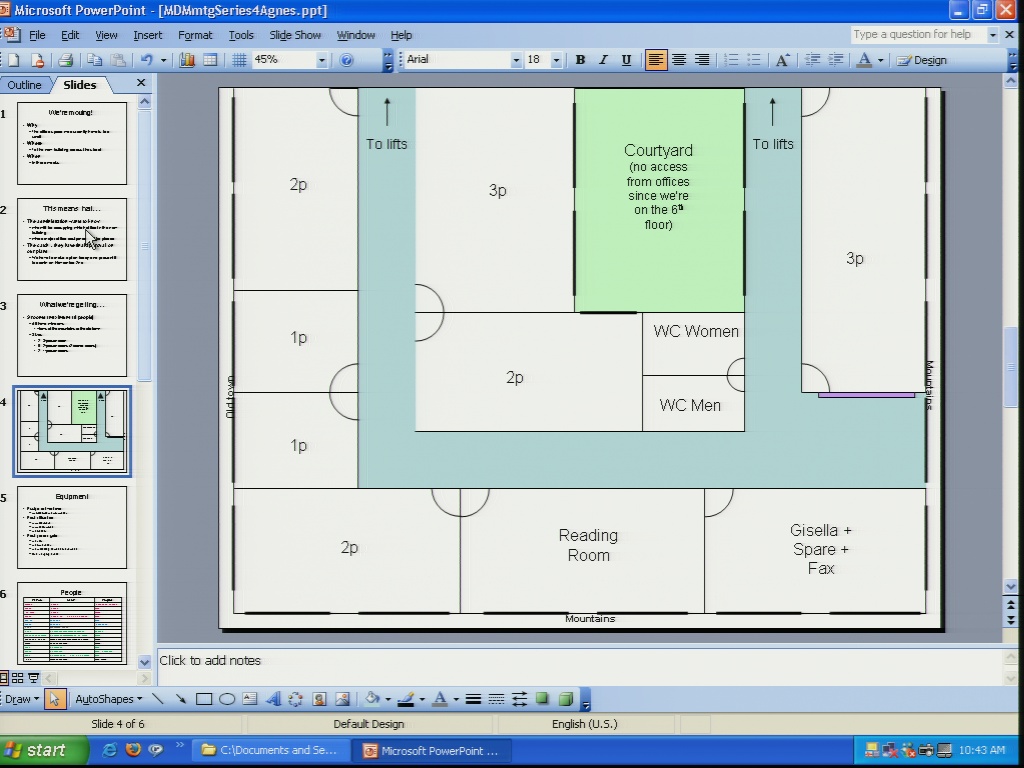 Microsoft PowerPoint - [MDMmtgSeries4Agnes.ppt]
File Edit View Insert Format Tools Slide Show Window Help
Type a question for help
45%
Arial
18
B I U
A
A
Design
Outline
Slides
1
We're moving!
2
This means that...
3
What we're getting...
4
5
Equipment
6
People
To lifts
To lifts
Courtyard
(no access
from offices
since we're
on the 6th
floor)
2p
3p
3p
1p
WC Women
2p
WC Men
1p
Old town
Mountains
2p
Reading
Room
Gisella +
Spare +
Fax
Mountains
Click to add notes
Draw
AutoShapes
A
A
Slide 4 of 6
Default Design
English (U.S.)
start
C:\Documents and Se...
Microsoft PowerPoint ...
10:43 AM